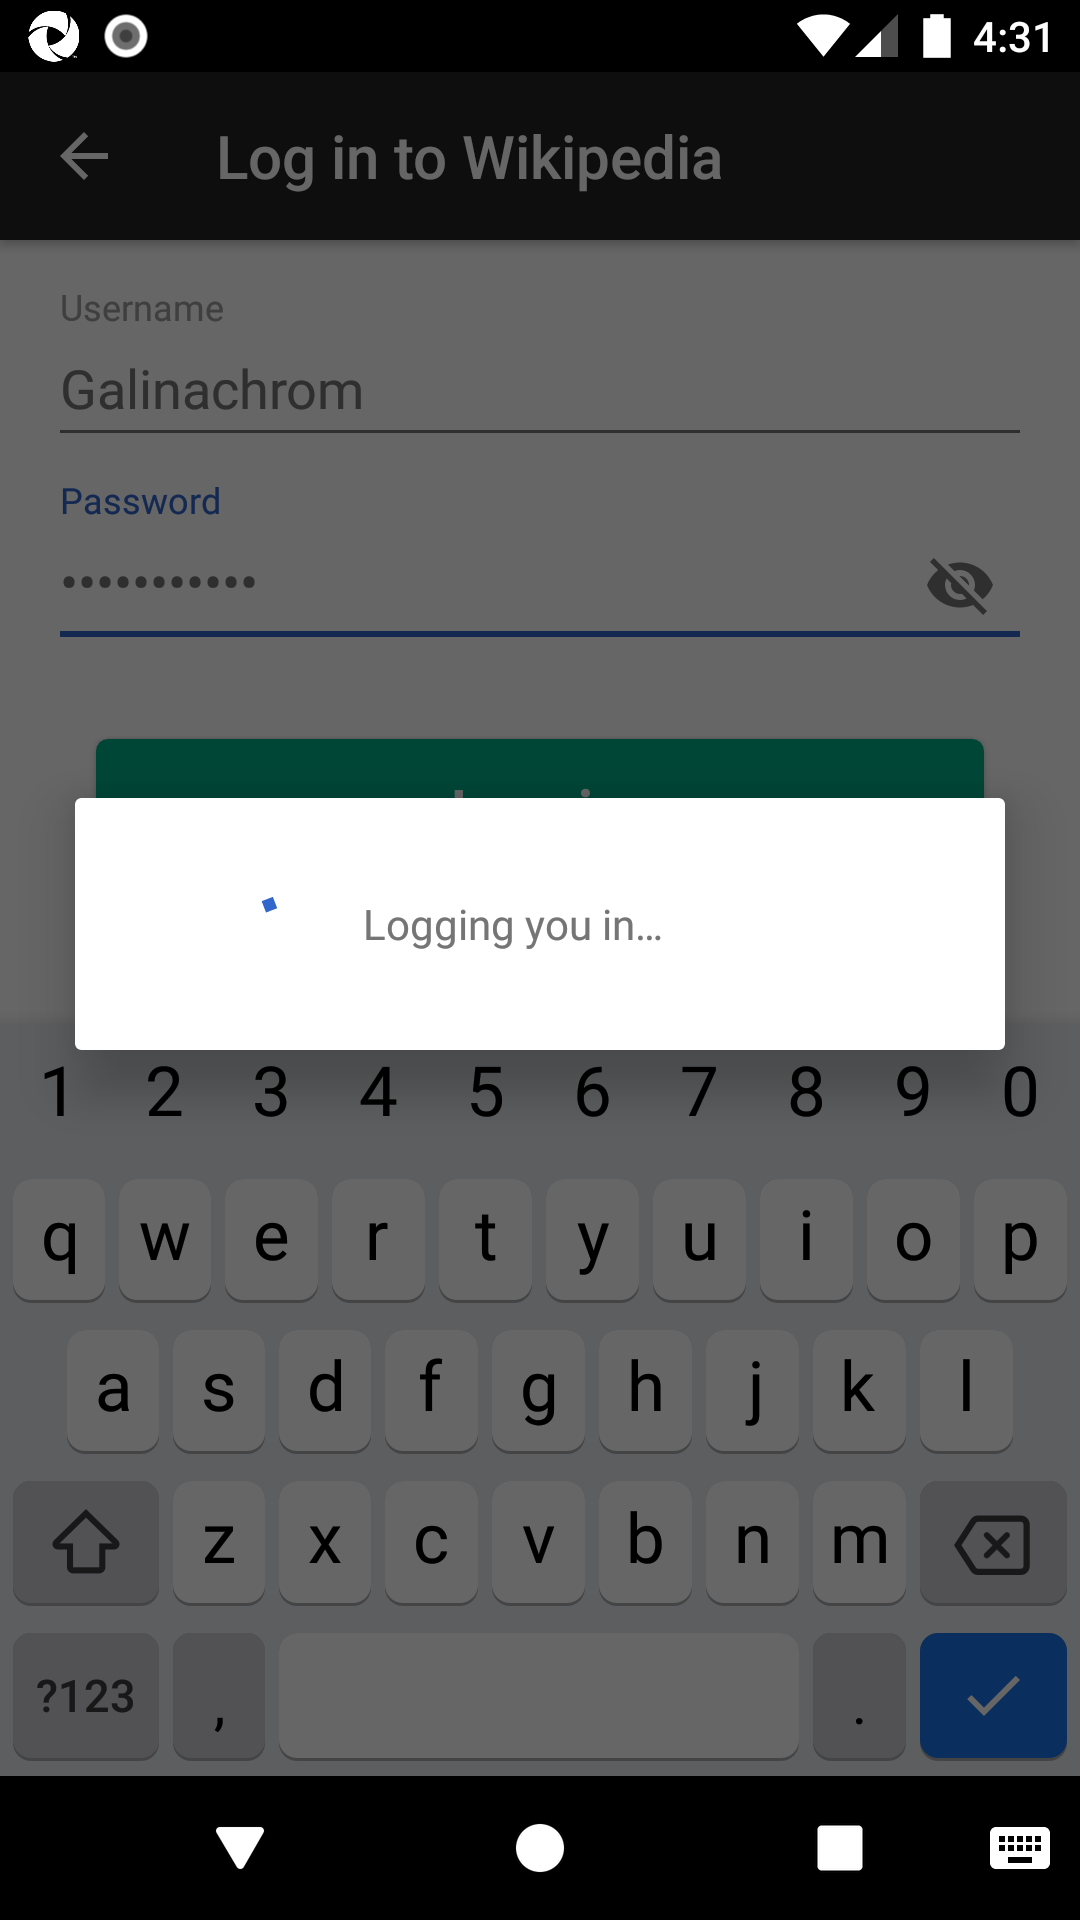 4:31
Log in to Wikipedia
Username
Galinachrom
Password
•••••••••••
Logging you in…
1 2 3 4 5 6 7 8 9 0
q w e r t y u i o p
a s d f g h j k l
z x c v b n m
?123 , .